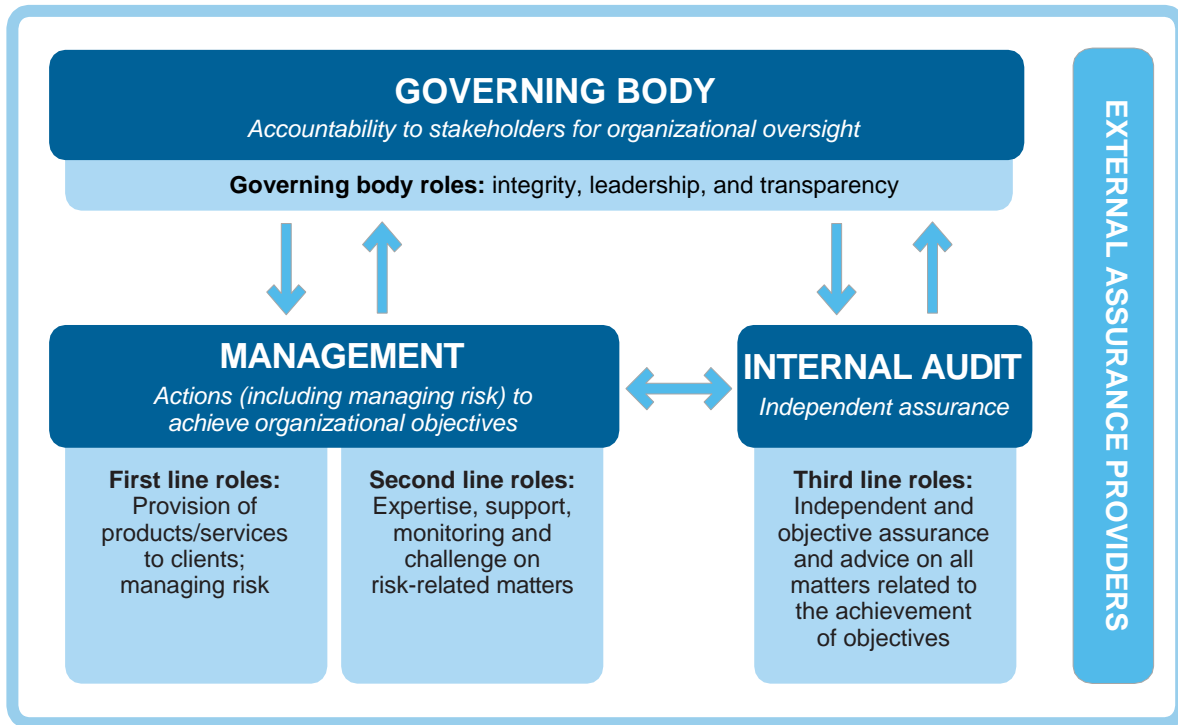 GOVERNING BODY
Accountability to stakeholders for organizational oversight
Governing body roles: integrity, leadership, and transparency
MANAGEMENT
Actions (including managing risk) to
achieve organizational objectives
First line roles:
Provision of
products/services
to clients;
managing risk
Second line roles:
Expertise, support,
monitoring and
challenge on
risk-related matters
INTERNAL AUDIT
Independent assurance
Third line roles:
Independent and
objective assurance
and advice on all
matters related to
the achievement
of objectives
EXTERNAL ASSURANCE PROVIDERS